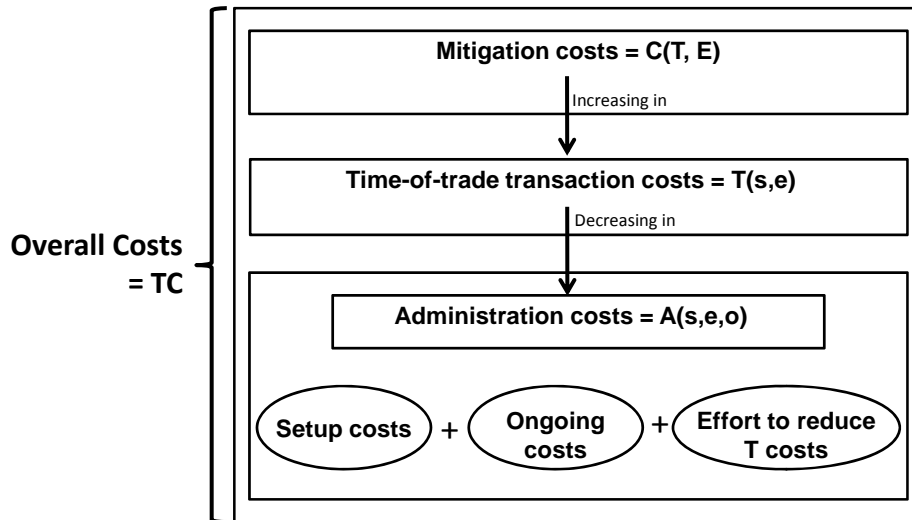 Mitigation costs = C(T, E)
Increasing in
Time-of-trade transaction costs = T(s,e)
Decreasing in
Overall Costs
= TC
Administration costs = A(s,e,o)
Setup costs
+
Ongoing
costs
+
Effort to reduce
T costs